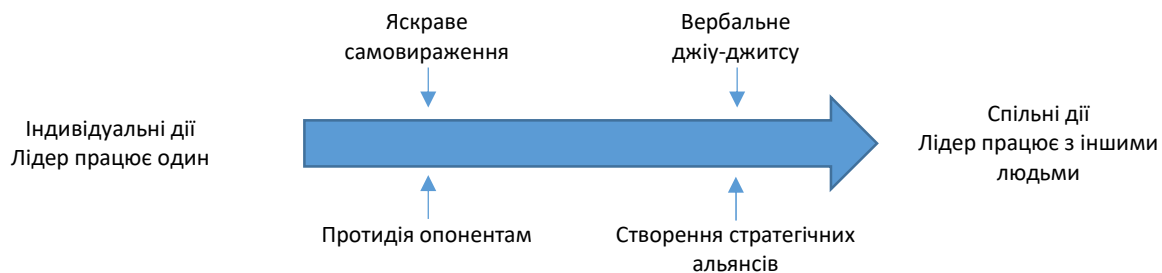 Яскраве
самовираження
Вербальне
джіу-джитсу
Індивідуальні дії
Лідер працює один
Спільні дії
Лідер працює з іншими
людьми
Протидія опонентам
Створення стратегічних
альянсів